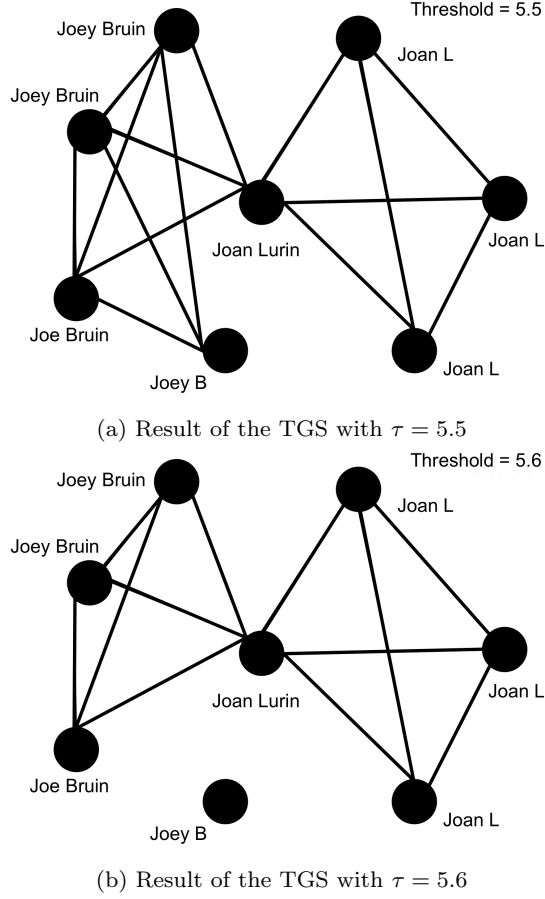 Threshold = 5.5
Joey Bruin
Joan L
Joey Bruin
Joan L
Joan Lurin
Joe Bruin
Joan L
Joey B
(a) Result of the TGS with τ = 5.5
Threshold = 5.6
Joey Bruin
Joan L
Joey Bruin
Joan L
Joan Lurin
Joe Bruin
Joan L
Joey B
(b) Result of the TGS with τ = 5.6